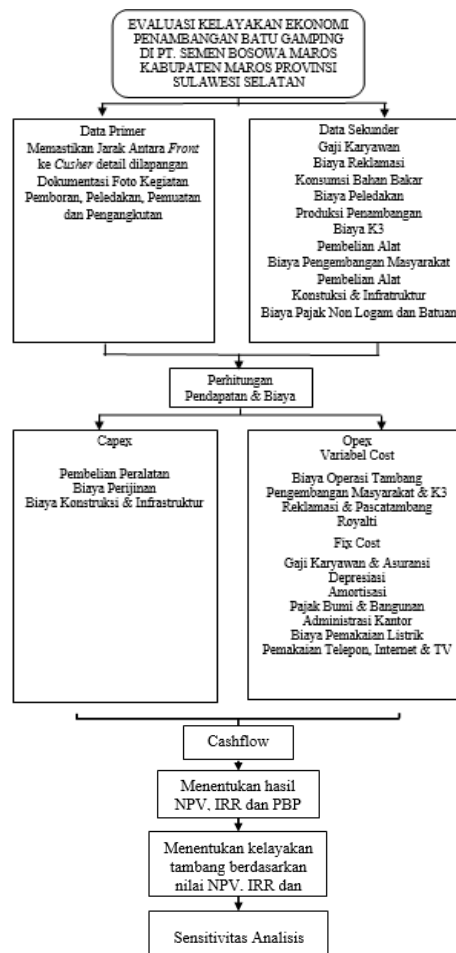 EVALUASI KELAYAKAN EKONOMI
PENAMBANGAN BATU GAMPING
DI PT. SEMEN BOSOWA MAROS
KABUPATEN MAROS PROVINSI
SULAWESI SELATAN
Data Primer
Memastikan Jarak Antara Front
ke Cusher detail dilapangan
Dokumentasi Foto Kegiatan
Pemboran, Peledakan, Pemuatan
dan Pengangkutan
Data Sekunder
Gaji Karyawan
Biaya Reklamasi
Konsumsi Bahan Bakar
Biaya Peledakan
Produksi Penambangan
Biaya K3
Pembelian Alat
Biaya Pengembangan Masyarakat
Pembelian Alat
Konstuksi & Infratruktur
Biaya Pajak Non Logam dan Batuan
Perhitungan
Pendapatan & Biaya
Capex
Pembelian Peralatan
Biaya Perijinan
Biaya Konstruksi & Infrastruktur
Opex
Variabel Cost
Biaya Operasi Tambang
Pengembangan Masyarakat & K3
Reklamasi & Pascatambang
Royalti
Fix Cost
Gaji Karyawan & Asuransi
Depresiasi
Amortisasi
Pajak Bumi & Bangunan
Administrasi Kantor
Biaya Pemakaian Listrik
Pemakaian Telepon, Internet & TV
Cashflow
Menentukan hasil
NPV, IRR dan PBP
Menentukan kelayakan
tambang berdasarkan
nilai NPV. IRR dan
Sensitivitas Analisis